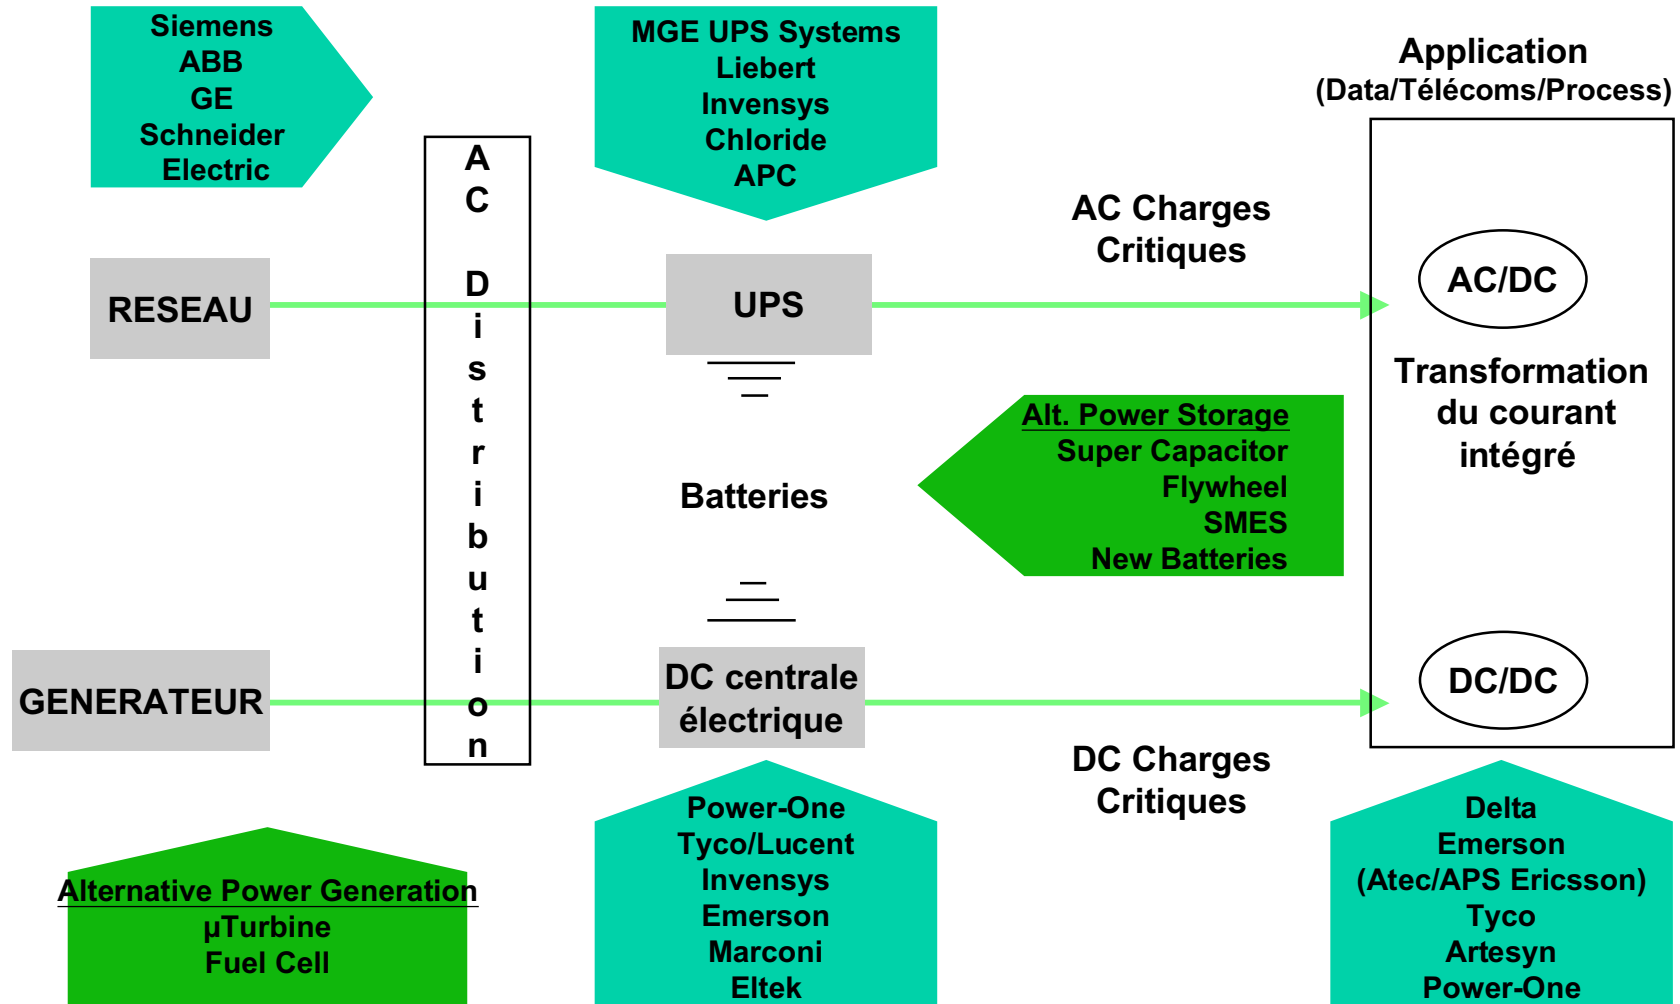 Siemens
ABB
GE
Schneider
Electric
MGE UPS Systems
Liebert
Invensys
Chloride
APC
Application
(Data/Télécoms/Process)
AC Distribution
AC Charges
Critiques
RESEAU
UPS
AC/DC
Transformation
du courant
intégré
Alt. Power Storage
Super Capacitor
Flywheel
SMES
New Batteries
Batteries
GENERATEUR
DC centrale
électrique
DC/DC
DC Charges
Critiques
Alternative Power Generation
µTurbine
Fuel Cell
Power-One
Tyco/Lucent
Invensys
Emerson
Marconi
Eltek
Delta
Emerson
(Atec/APS Ericsson)
Tyco
Artesyn
Power-One